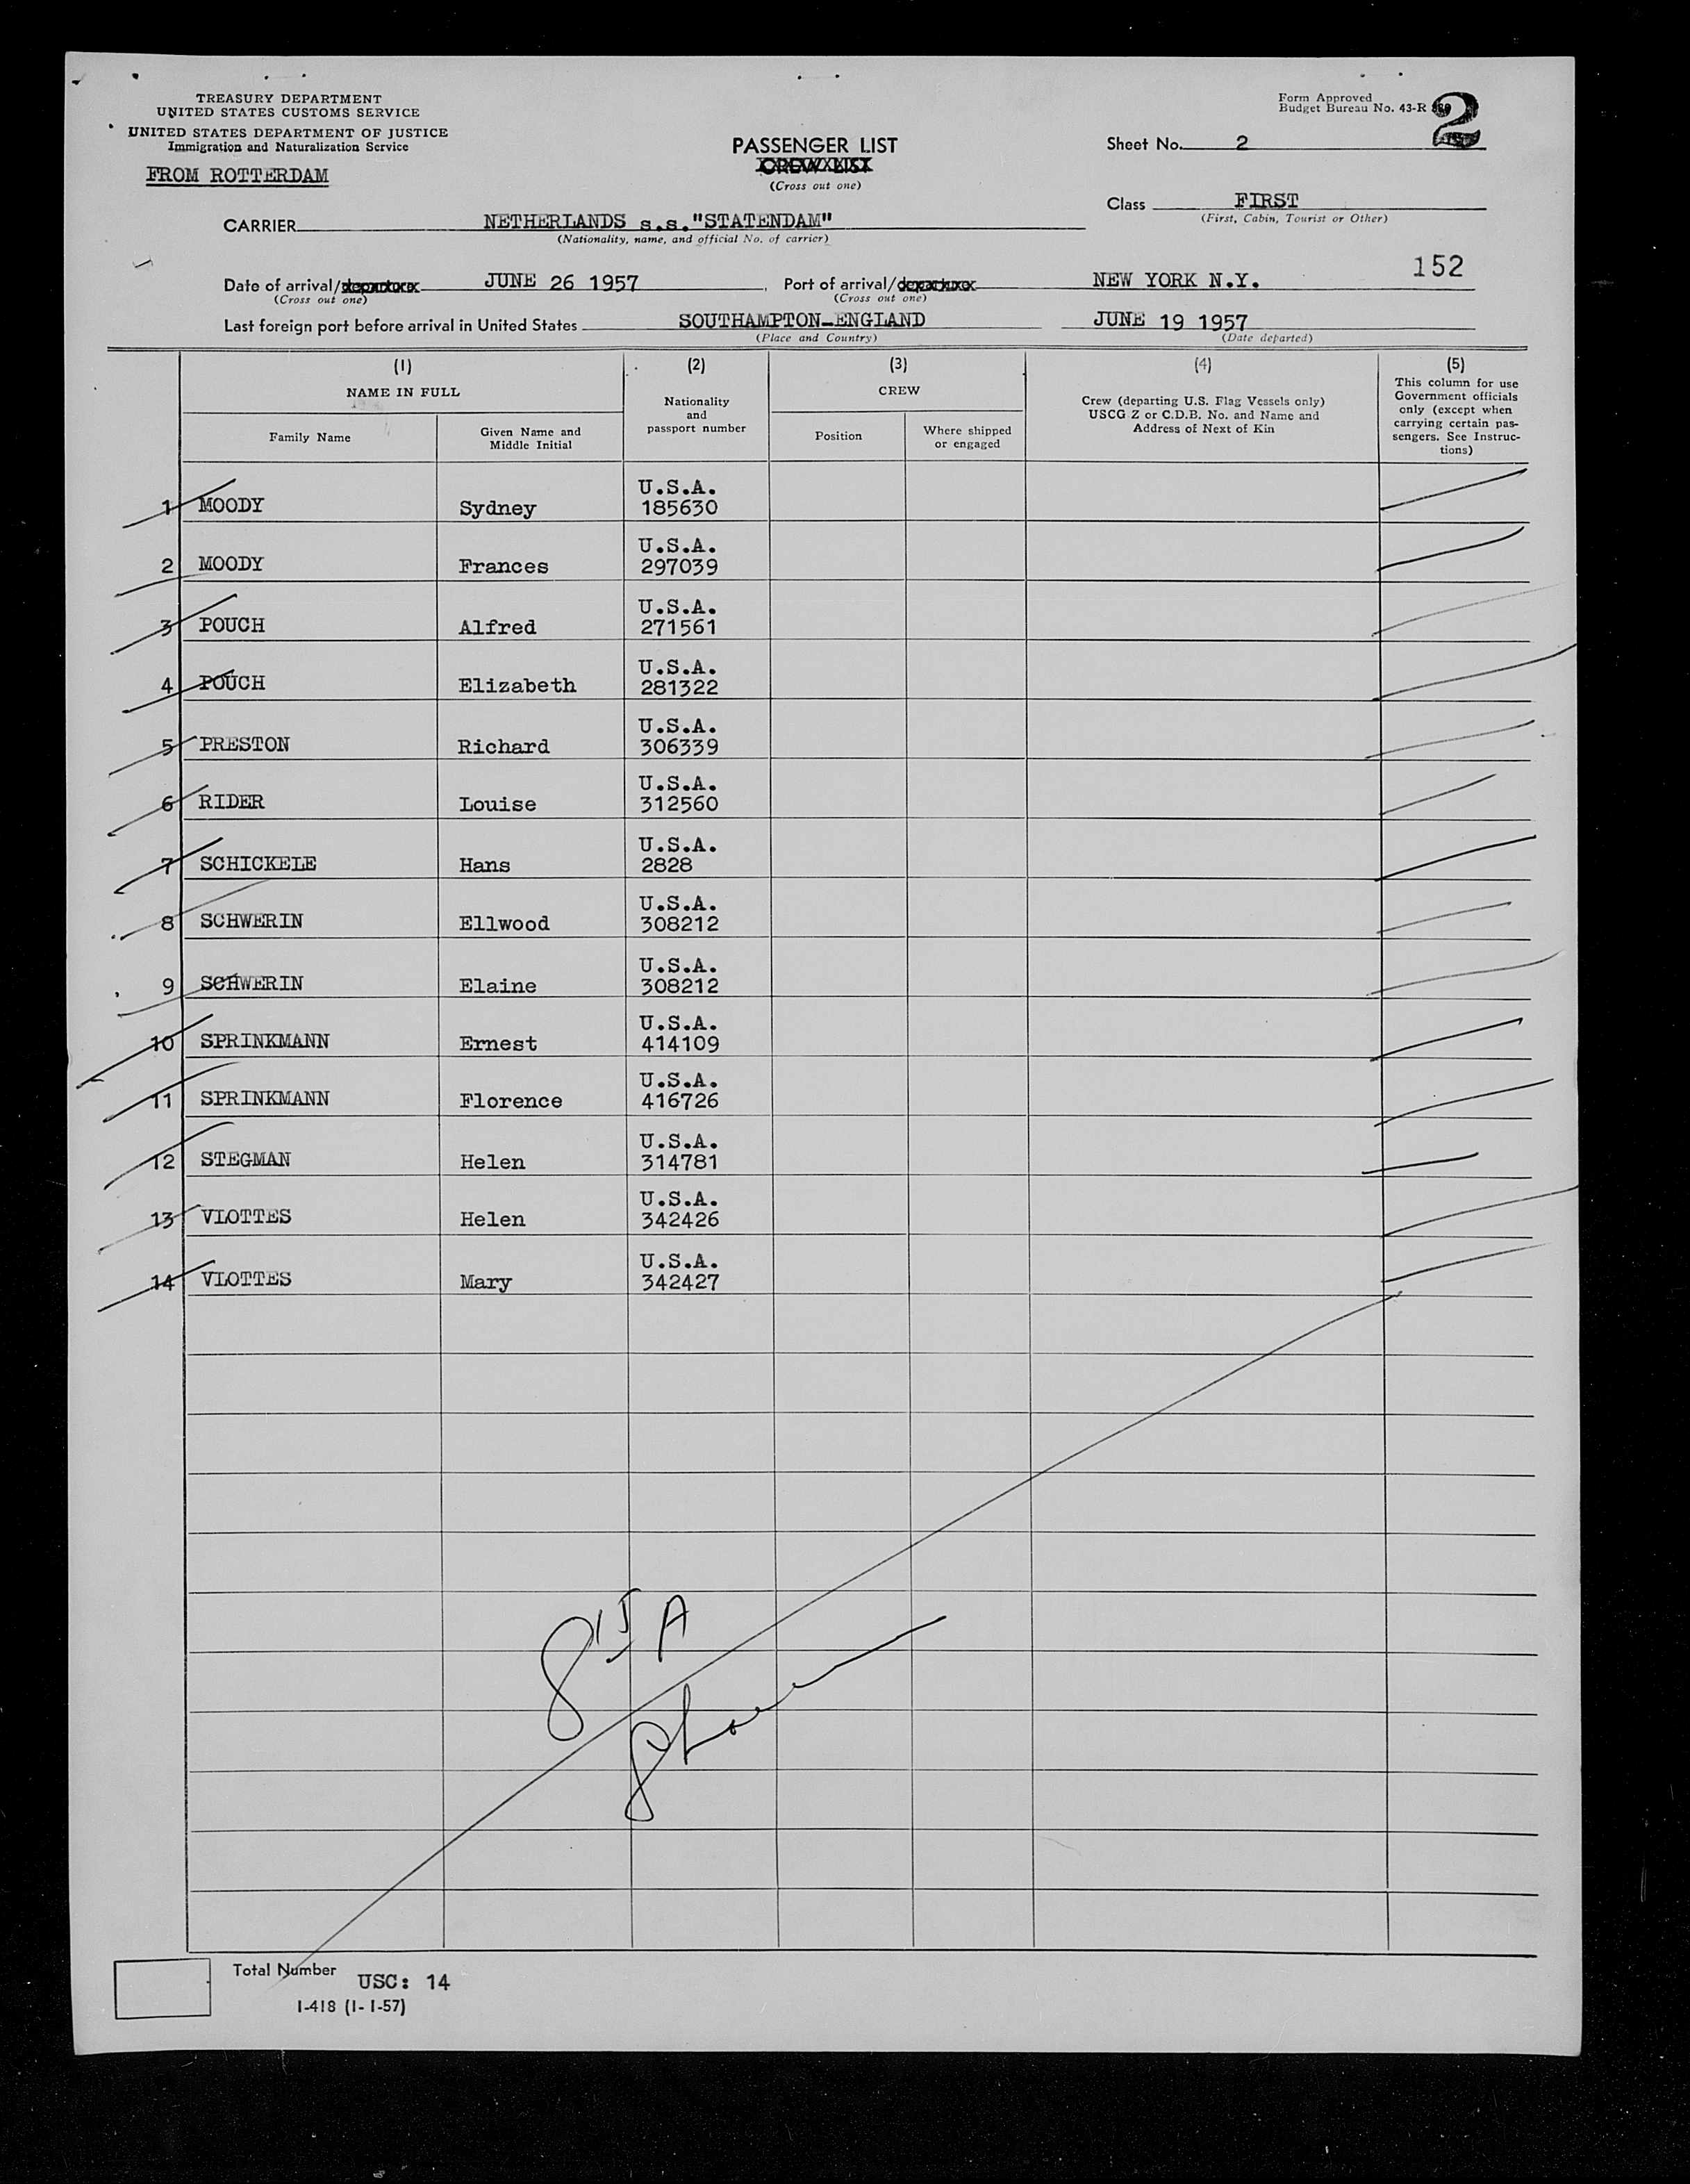 TREASURY DEPARTMENT
UNITED STATES CUSTOMS SERVICE
UNITED STATES DEPARTMENT OF JUSTICE
Immigration and Naturalization Service
FROM ROTTERDAM
PASSENGER LIST
CREW LIST
(Cross out one)
Form Approved
Budget Bureau No. 43-R
2
Sheet No. 2
Class FIRST
(First, Cabin, Tourist or Other)
CARRIER NETHERLANDS s.s."STATENDAM"
(Nationality, name, and official No. of carrier)
152
Date of arrival/departure JUNE 26 1957, Port of arrival/departure NEW YORK N.Y.
(Cross out one) (Cross out one)
Last foreign port before arrival in United States SOUTHAMPTON-ENGLAND JUNE 19 1957
(Place and Country) (Date departed)
(1) (2) (3) (4) (5)
NAME IN FULL
Family Name
Given Name and
Middle Initial
Nationality
and
passport number
CREW
Position
Where shipped
or engaged
Crew (departing U.S. Flag Vessels only)
USCG Z or C.D.B. No. and Name and
Address of Next of Kin
This column for use
Government officials
only (except when
carrying certain pas-
sengers. See Instruc-
tions)
U.S.A.
1 MOODY Sydney 185630
U.S.A.
2 MOODY Frances 297039
U.S.A.
3 POUCH Alfred 271561
U.S.A.
4 POUCH Elizabeth 281322
U.S.A.
5 PRESTON Richard 306339
U.S.A.
6 RIDER Louise 312560
U.S.A.
7 SCHICKELE Hans 2828
U.S.A.
8 SCHWERIN Ellwood 308212
U.S.A.
9 SCHWERIN Elaine 308212
U.S.A.
10 SPRINKMANN Ernest 414109
U.S.A.
11 SPRINKMANN Florence 416726
U.S.A.
12 STEGMAN Helen 314781
U.S.A.
13 VLOTTES Helen 342426
U.S.A.
14 VLOTTES Mary 342427
Total Number USC: 14
I-418 (1-1-57)